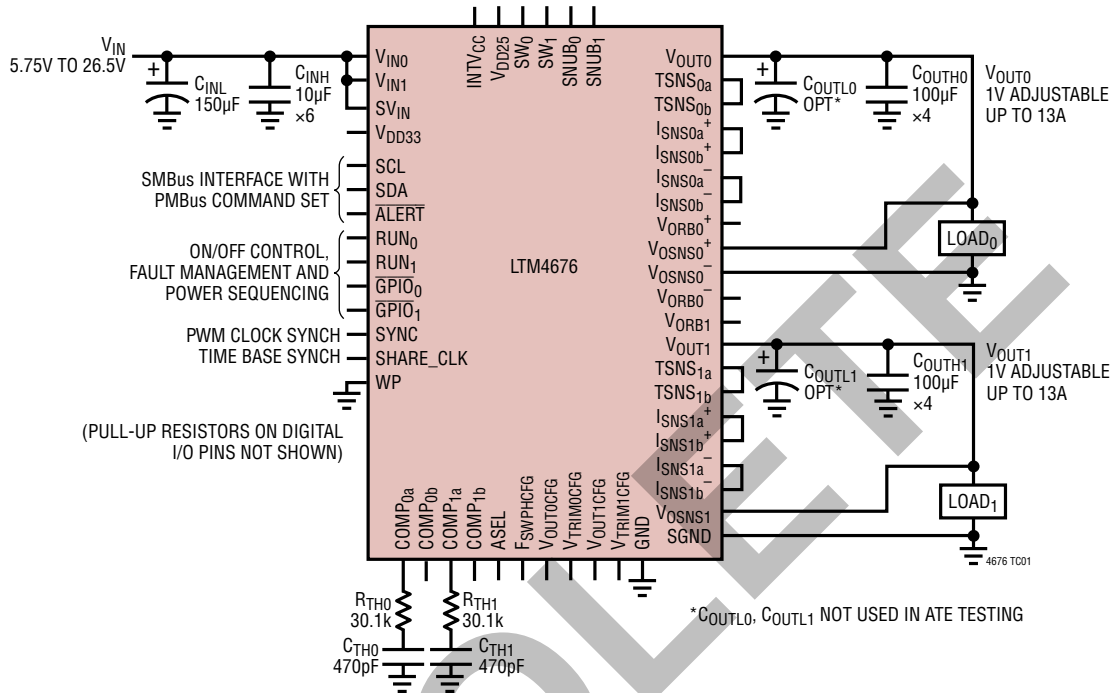 VIN
5.75V TO 26.5V
+
CINL
150µF
CINH
10µF
×6
VIN0
VIN1
SVIN
VDD33
SCL
SDA
ALERT
SMBus INTERFACE WITH
PMBus COMMAND SET
RUN0
RUN1
GPIO0
GPIO1
ON/OFF CONTROL,
FAULT MANAGEMENT AND
POWER SEQUENCING
PWM CLOCK SYNCH
SYNC
TIME BASE SYNCH
SHARE_CLK
WP
(PULL-UP RESISTORS ON DIGITAL
I/O PINS NOT SHOWN)
INTVCC
VDD25
SW0
SW1
SNUB0
SNUB1
LTM4676
VOUT0
TSNS0a
TSNS0b
ISNS0a+
ISNS0b+
ISNS0a–
ISNS0b–
VORB0+
VOSNS0+
VOSNS0–
VORB0–
VORB1
VOUT1
TSNS1a
TSNS1b
ISNS1a+
ISNS1b+
ISNS1a–
ISNS1b–
VOSNS1
SGND
+
COUTL0
OPT*
COUTH0
100µF
×4
VOUT0
1V ADJUSTABLE
UP TO 13A
LOAD0
+
COUTL1
OPT*
COUTH1
100µF
×4
VOUT1
1V ADJUSTABLE
UP TO 13A
LOAD1
4676 TC01
COMP0a
COMP0b
COMP1a
COMP1b
ASEL
FSWPHCFG
VOUT0CFG
VTRIM0CFG
VOUT1CFG
VTRIM1CFG
GND
RTH0
30.1k
RTH1
30.1k
CTH0
470pF
CTH1
470pF
*COUTL0, COUTL1 NOT USED IN ATE TESTING
OLETE